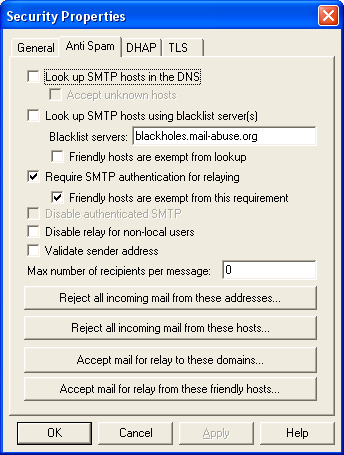 Security Properties
General Anti Spam DHAP TLS
Look up SMTP hosts in the DNS
Accept unknown hosts
Look up SMTP hosts using blacklist server(s)
Blacklist servers: blackholes.mail-abuse.org
Friendly hosts are exempt from lookup
Require SMTP authentication for relaying
Friendly hosts are exempt from this requirement
Disable authenticated SMTP
Disable relay for non-local users
Validate sender address
Max number of recipients per message: 0
Reject all incoming mail from these addresses...
Reject all incoming mail from these hosts...
Accept mail for relay to these domains...
Accept mail for relay from these friendly hosts...
OK Cancel Apply Help